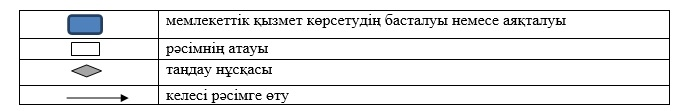 мемлекеттік қызмет көрсетудің басталуы немесе аяқталуы
рәсімнің атауы
таңдау нұсқасы
келесі рәсімге өту